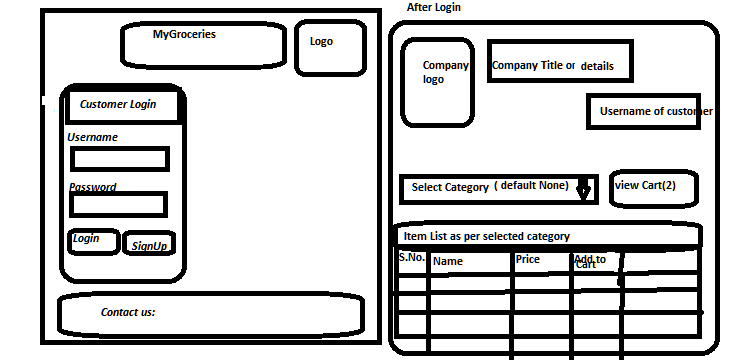 MyGroceries
Logo
Customer Login
Username
Password
Login
SignUp
Contact us:
After Login
Company
logo
Company Title or details
Username of customer
Select Category ( default None)
view Cart(2)
Item List as per selected category
S.No.
Name
Price
Add to
Cart